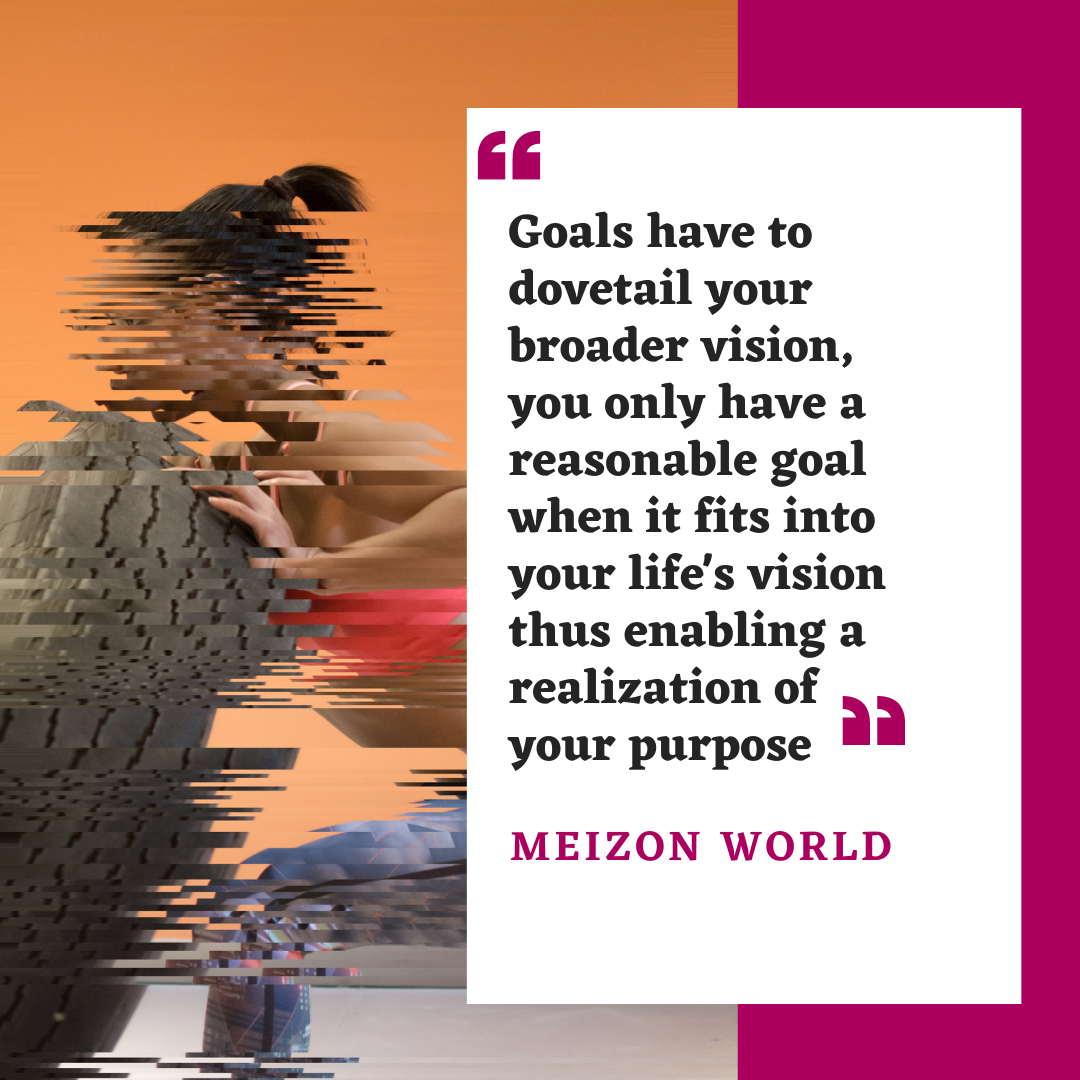 “
Goals have to
dovetail your
broader vision,
you only have a
reasonable goal
when it fits into
your life's vision
thus enabling a
realization of
your purpose
”
MEIZON WORLD